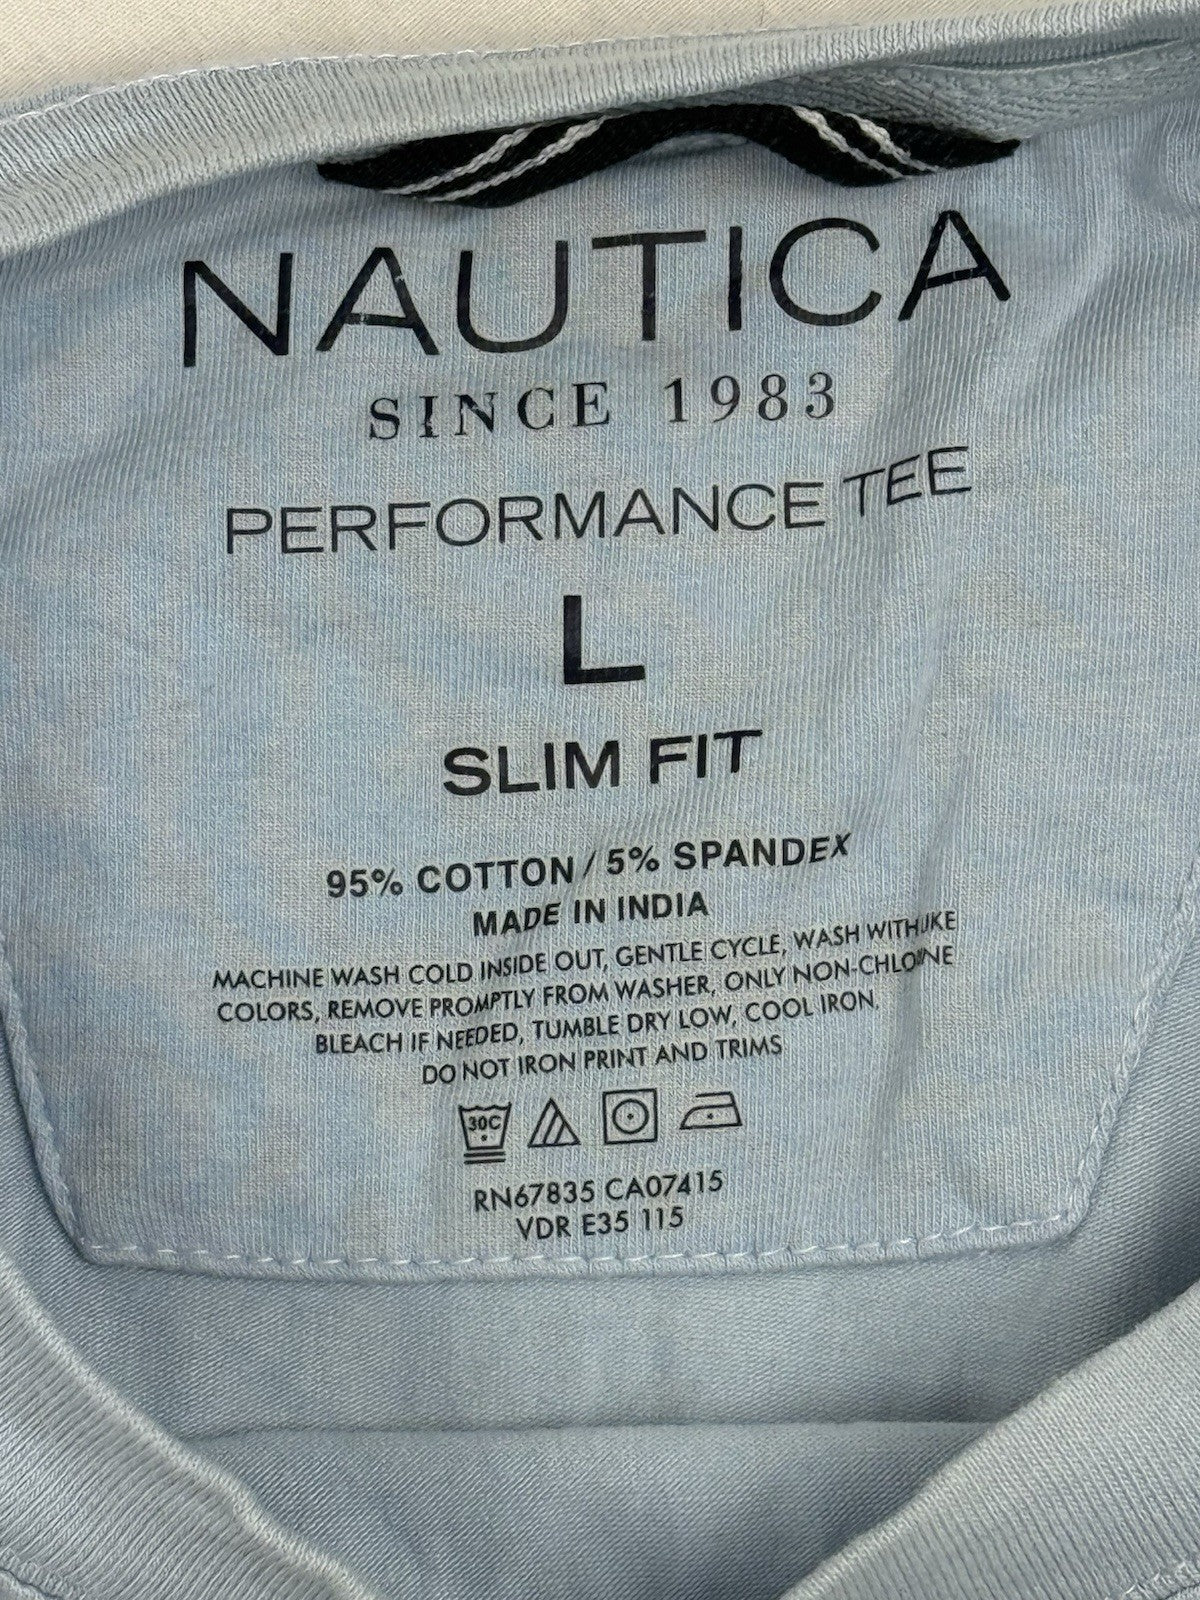 NAUTICA
SINCE 1983
PERFORMANCE TEE
L
SLIM FIT
95% COTTON / 5% SPANDEX
MADE IN INDIA
MACHINE WASH COLD INSIDE OUT, GENTLE CYCLE, WASH WITH LIKE
COLORS, REMOVE PROMPTLY FROM WASHER, ONLY NON-CHLORINE
BLEACH IF NEEDED, TUMBLE DRY LOW, COOL IRON,
DO NOT IRON PRINT AND TRIMS
30C
RN67835 CA07415
VDR E35 115